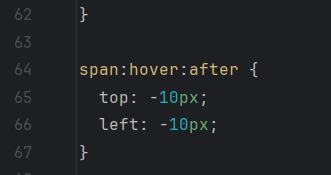 62 }
63
64 span:hover:after {
65 top: -10px;
66 left: -10px;
67 }